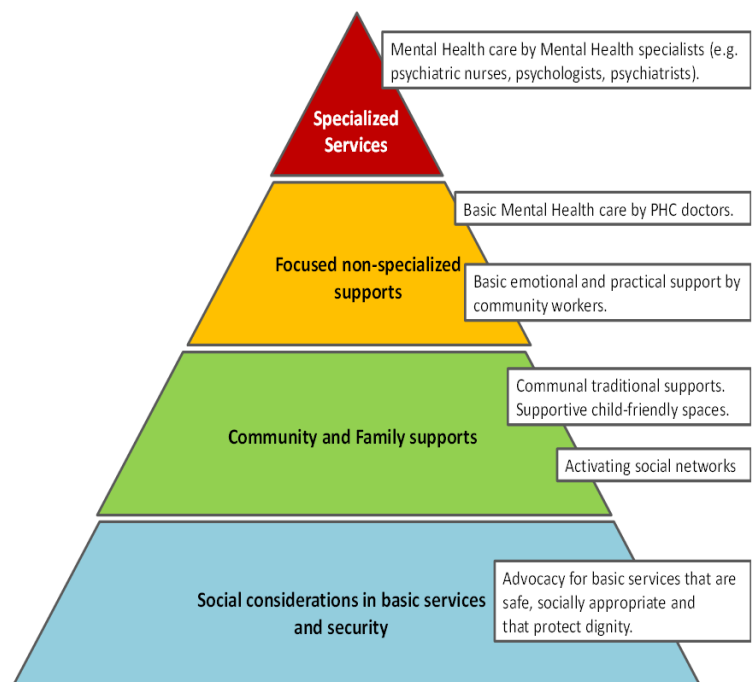 Mental Health care by Mental Health specialists (e.g.
psychiatric nurses, psychologists, psychiatrists).
Specialized
Services
Basic Mental Health care by PHC doctors.
Focused non-specialized
supports
Basic emotional and practical support by
community workers.
Communal traditional supports.
Supportive child-friendly spaces.
Community and Family supports
Activating social networks
Social considerations in basic services
and security
Advocacy for basic services that are
safe, socially appropriate and
that protect dignity.